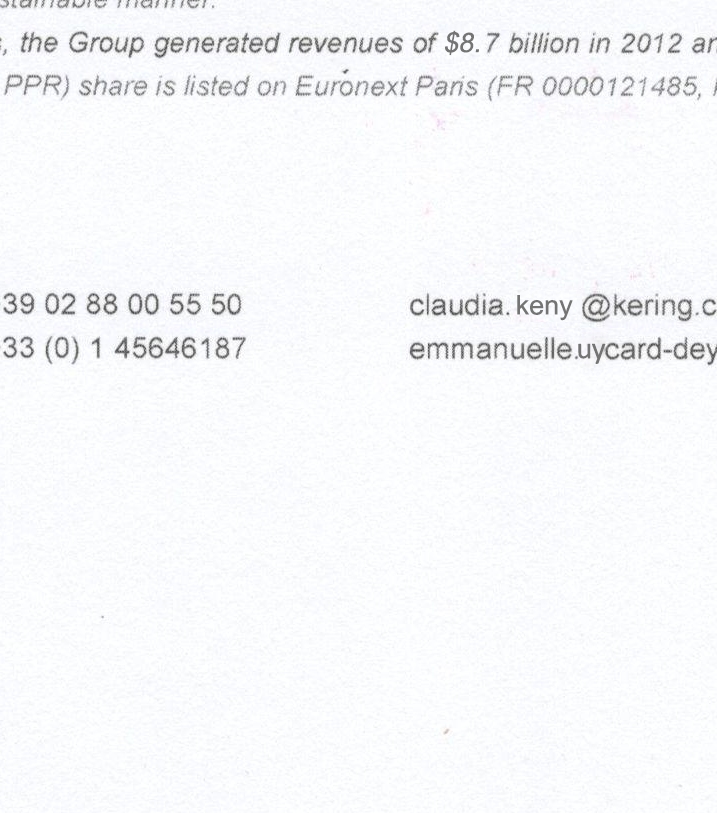 stainable manner.
s, the Group generated revenues of $8.7 billion in 2012 an
PPR) share is listed on Euronext Paris (FR 0000121485,
39 02 88 00 55 50 claudia. keny @kering.c
33 (0) 1 45646187 emmanuelle.uycard-dey